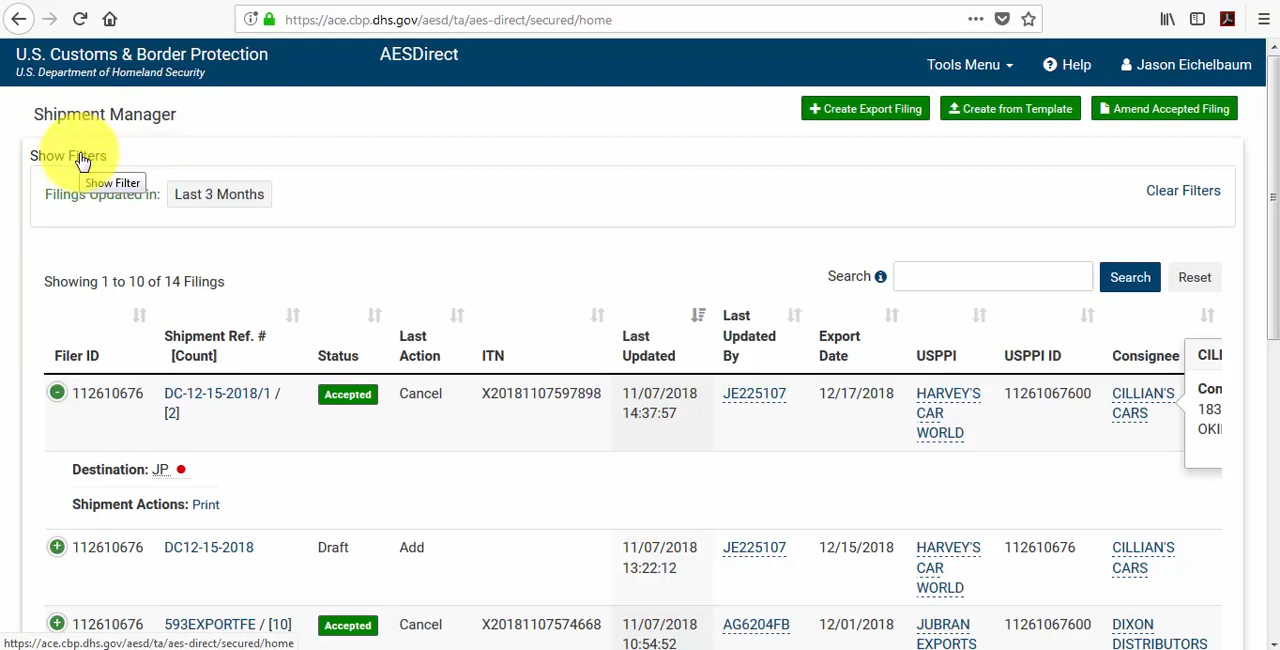 https://ace.cbp.dhs.gov/aesd/ta/aes-direct/secured/home
U.S. Customs & Border Protection
U.S. Department of Homeland Security
AESDirect
Tools Menu
Help
Jason Eichelbaum
Shipment Manager
Create Export Filing
Create from Template
Amend Accepted Filing
Show Filters
Show Filter
Filings Updated in: Last 3 Months
Clear Filters
Showing 1 to 10 of 14 Filings
Search
Search
Reset
Filer ID
Shipment Ref. #
[Count]
Status
Last
Action
ITN
Last
Updated
Last
Updated
By
Export
Date
USPPI
USPPI ID
Consignee
112610676 DC-12-15-2018/1 / Accepted Cancel X20181107597898 11/07/2018 JE225107 12/17/2018 HARVEY'S 11261067600 CILLIAN'S
[2] 14:37:57 CAR CARS
WORLD
CILL
Con
183
OKI
Destination: JP
Shipment Actions: Print
112610676 DC12-15-2018 Draft Add 11/07/2018 JE225107 12/15/2018 HARVEY'S 112610676 CILLIAN'S
13:22:12 CAR CARS
WORLD
112610676 593EXPORTFE / [10] Accepted Cancel X20181107574668 11/07/2018 AG6204FB 12/01/2018 JUBRAN 11261067600 DIXON
10:54:52 EXPORTS DISTRIBUTORS
https://ace.cbp.dhs.gov/aesd/ta/aes-direct/secured/home